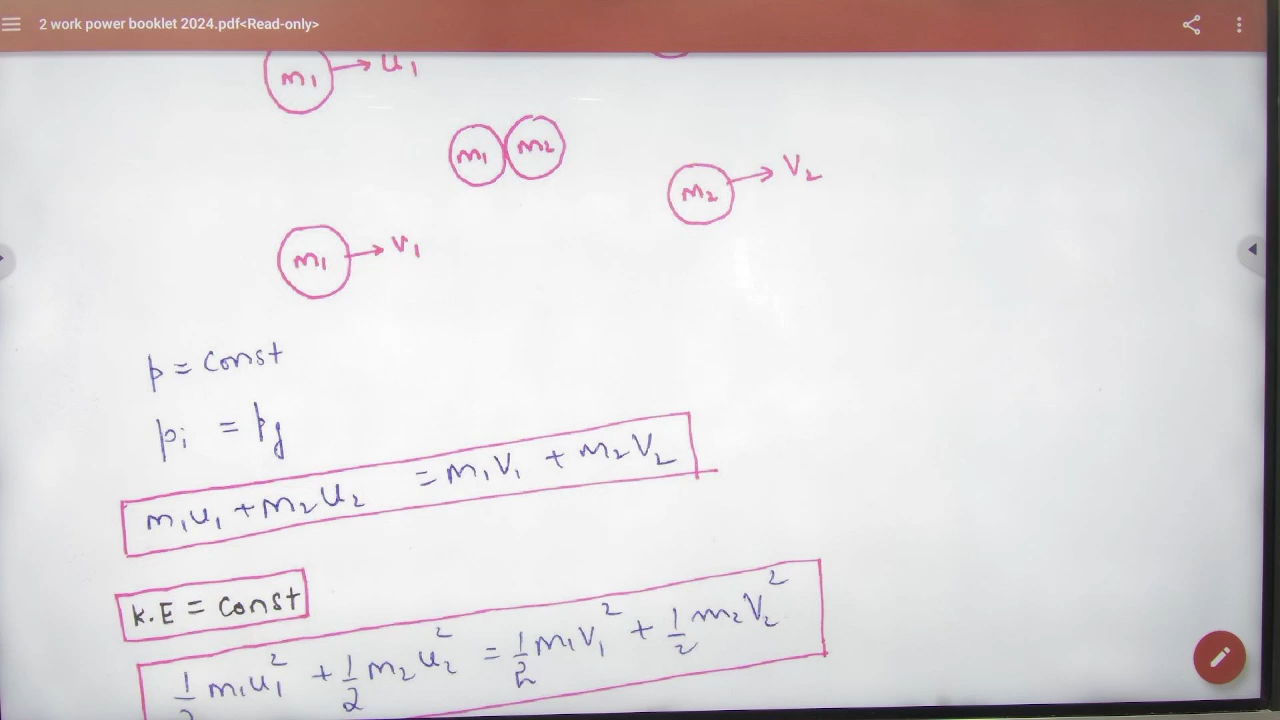 2 work power booklet 2024.pdf<Read-only>
m₁ → u₁
m₁ m₂
m₂ → V₂
m₁ → v₁
p = const
pi = pf
m₁u₁ + m₂u₂ = m₁v₁ + m₂v₂
K.E = const
½ m₁u₁² + ½ m₂u₂² = ½ m₁v₁² + ½ m₂v₂²